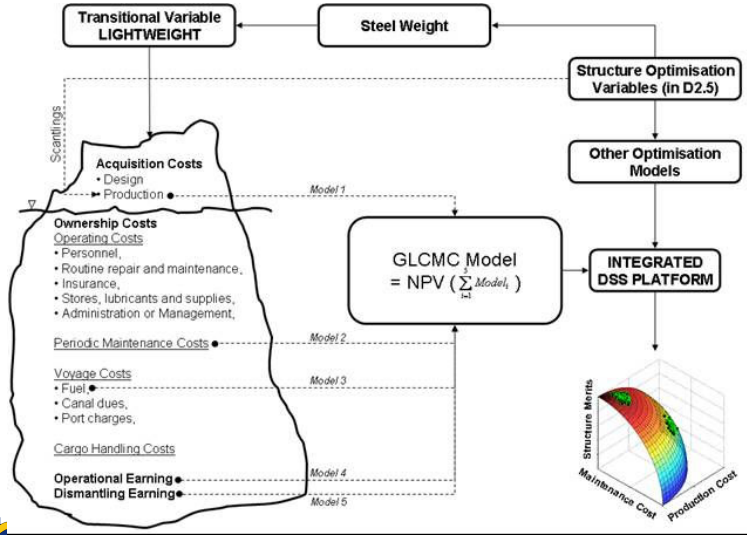 Transitional Variable
LIGHTWEIGHT
Steel Weight
Structure Optimisation
Variables (in D2.5)
Scantlings
Other Optimisation
Models
Acquisition Costs
• Design
• Production
Model 1
Ownership Costs
Operating Costs
• Personnel,
• Routine repair and maintenance,
• Insurance,
• Stores, lubricants and supplies,
• Administration or Management,
GLCMC Model
= NPV ( 5 ∑ i=1 Model i )
INTEGRATED
DSS PLATFORM
Periodic Maintenance Costs
Model 2
Voyage Costs
• Fuel,
Model 3
• Canal dues,
• Port charges,
Cargo Handling Costs
Operational Earning
Model 4
Dismantling Earning
Model 5
Structure Merits
Maintenance Cost
Production Cost